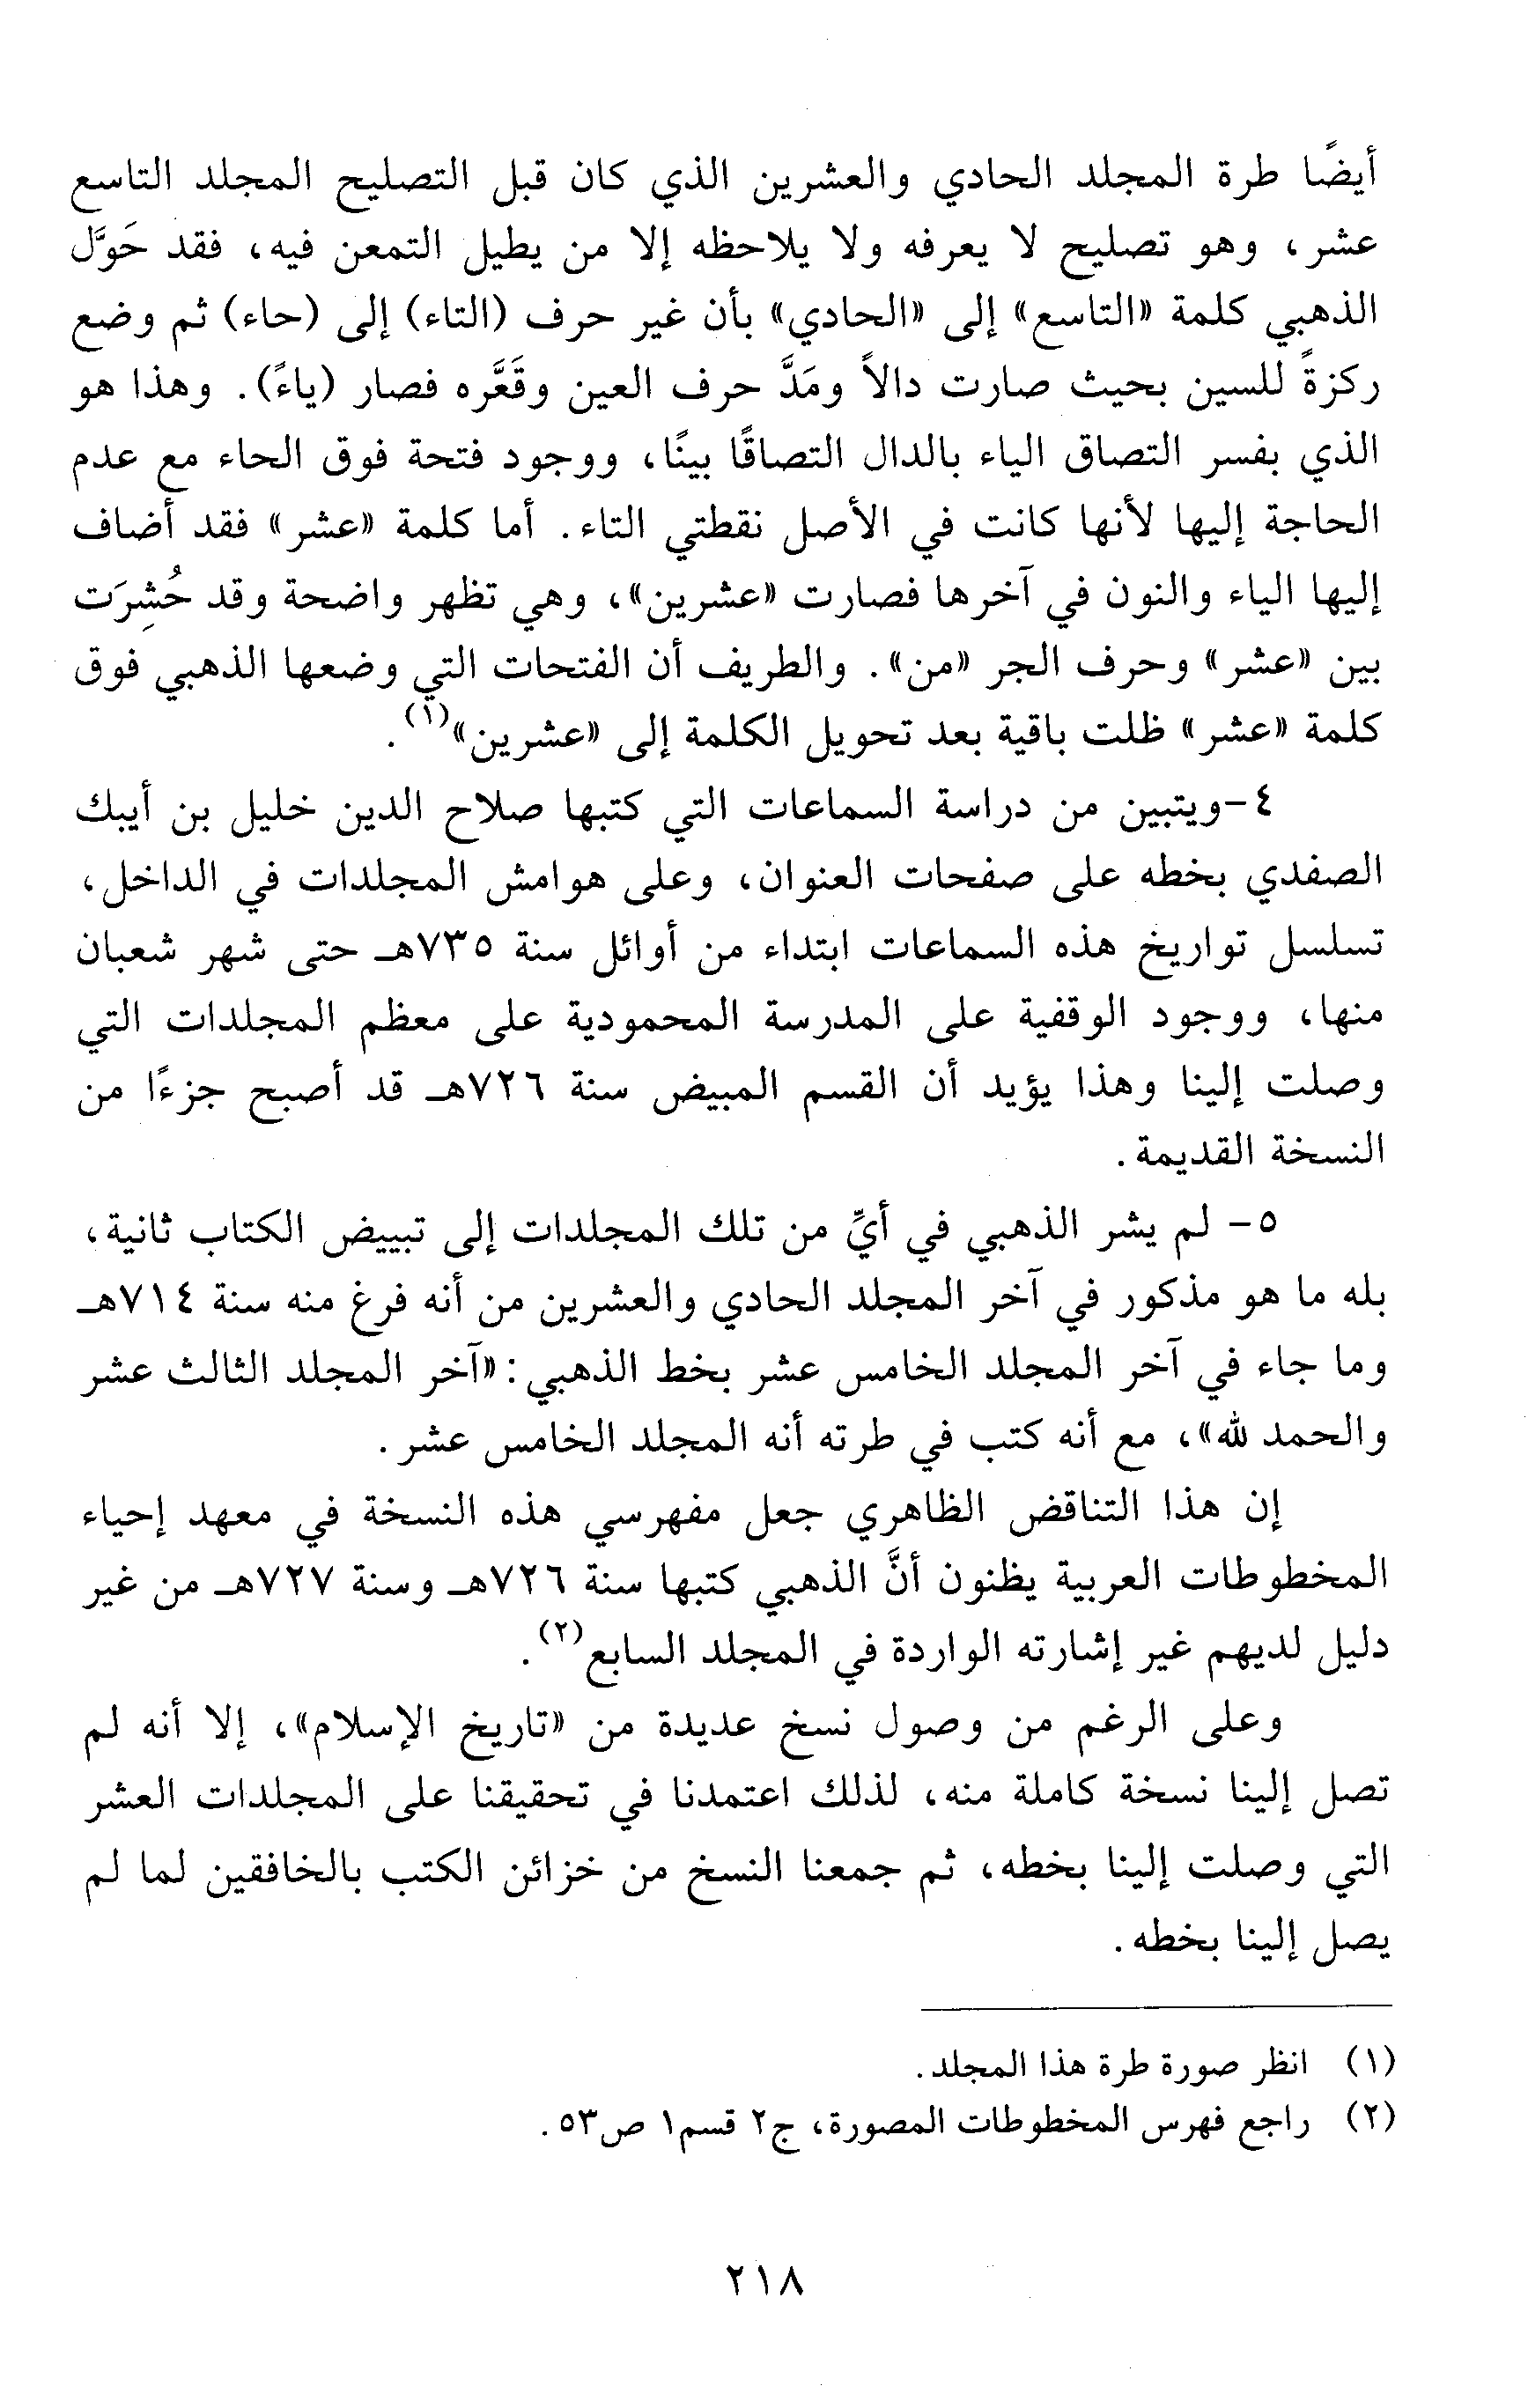 أيضًا طرة المجلد الحادي والعشرين الذي كان قبل التصليح المجلد التاسع
عشر، وهو تصليح لا يعرفه ولا يلاحظه إلا من يطيل التمعن فيه، فقد حَوَّل
الذهبي كلمة «التاسع» إلى «الحادي» بأن غير حرف (التاء) إلى (حاء) ثم وضع
ركزةً للسين بحيث صارت دالاً ومَدَّ حرف العين وقَعَّره فصار (ياءً). وهذا هو
الذي بفسر التصاق الياء بالدال التصاقًا بينًا، ووجود فتحة فوق الحاء مع عدم
الحاجة إليها لأنها كانت في الأصل نقطتي التاء. أما كلمة «عشر» فقد أضاف
إليها الياء والنون في آخرها فصارت «عشرين»، وهي تظهر واضحة وقد حُشِرَت
بين «عشر» وحرف الجر «من». والطريف أن الفتحات التي وضعها الذهبي فوق
كلمة «عشر» ظلت باقية بعد تحويل الكلمة إلى «عشرين»(١).
٤-ويتبين من دراسة السماعات التي كتبها صلاح الدين خليل بن أيبك
الصفدي بخطه على صفحات العنوان، وعلى هوامش المجلدات في الداخل،
تسلسل تواريخ هذه السماعات ابتداء من أوائل سنة ٧٣٥هـ حتى شهر شعبان
منها، ووجود الوقفية على المدرسة المحمودية على معظم المجلدات التي
وصلت إلينا وهذا يؤيد أن القسم المبيض سنة ٧٢٦هـ قد أصبح جزءًا من
النسخة القديمة.
٥- لم يشر الذهبي في أيِّ من تلك المجلدات إلى تبييض الكتاب ثانية،
بله ما هو مذكور في آخر المجلد الحادي والعشرين من أنه فرغ منه سنة ٧١٤هـ
وما جاء في آخر المجلد الخامس عشر بخط الذهبي: «آخر المجلد الثالث عشر
والحمد لله»، مع أنه كتب في طرته أنه المجلد الخامس عشر.
إن هذا التناقض الظاهري جعل مفهرسي هذه النسخة في معهد إحياء
المخطوطات العربية يظنون أنَّ الذهبي كتبها سنة ٧٢٦هـ وسنة ٧٢٧هـ من غير
دليل لديهم غير إشارته الواردة في المجلد السابع(٢).
وعلى الرغم من وصول نسخ عديدة من «تاريخ الإسلام»، إلا أنه لم
تصل إلينا نسخة كاملة منه، لذلك اعتمدنا في تحقيقنا على المجلدات العشر
التي وصلت إلينا بخطه، ثم جمعنا النسخ من خزائن الكتب بالخافقين لما لم
يصل إلينا بخطه.
(١) انظر صورة طرة هذا المجلد.
(٢) راجع فهرس المخطوطات المصورة، ج٢ قسم١ ص٥٣.
٢١٨